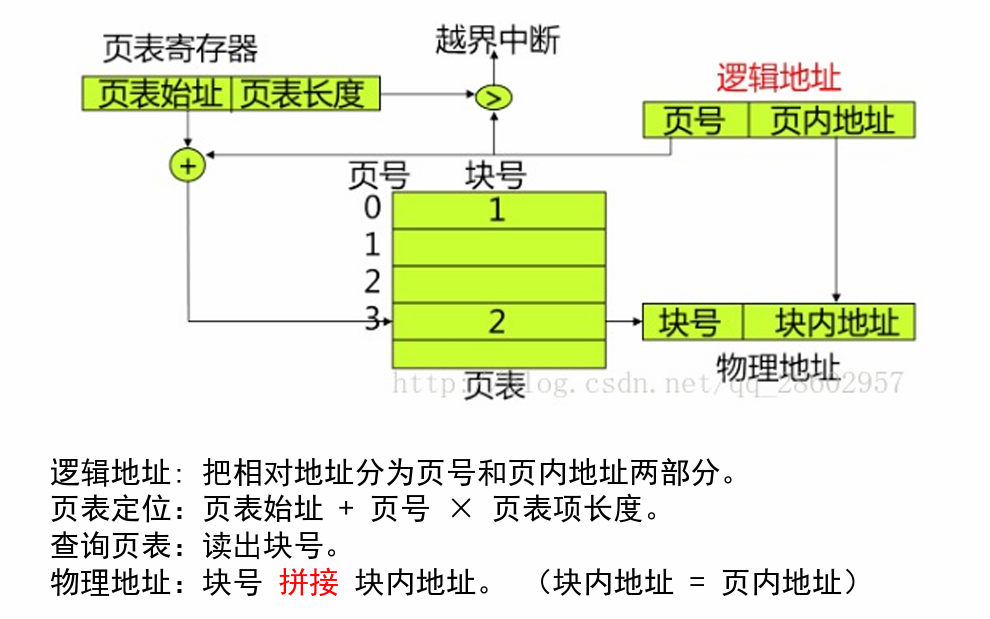 页表寄存器
越界中断
逻辑地址
页表始址 页表长度
>
页号 页内地址
+
页号 块号
0 1
1
2
3 2
块号 块内地址
物理地址
页表
http://blog.csdn.net/qq_28602957
逻辑地址: 把相对地址分为页号和页内地址两部分。
页表定位：页表始址 + 页号 × 页表项长度。
查询页表：读出块号。
物理地址：块号 拼接 块内地址。 （块内地址 = 页内地址）